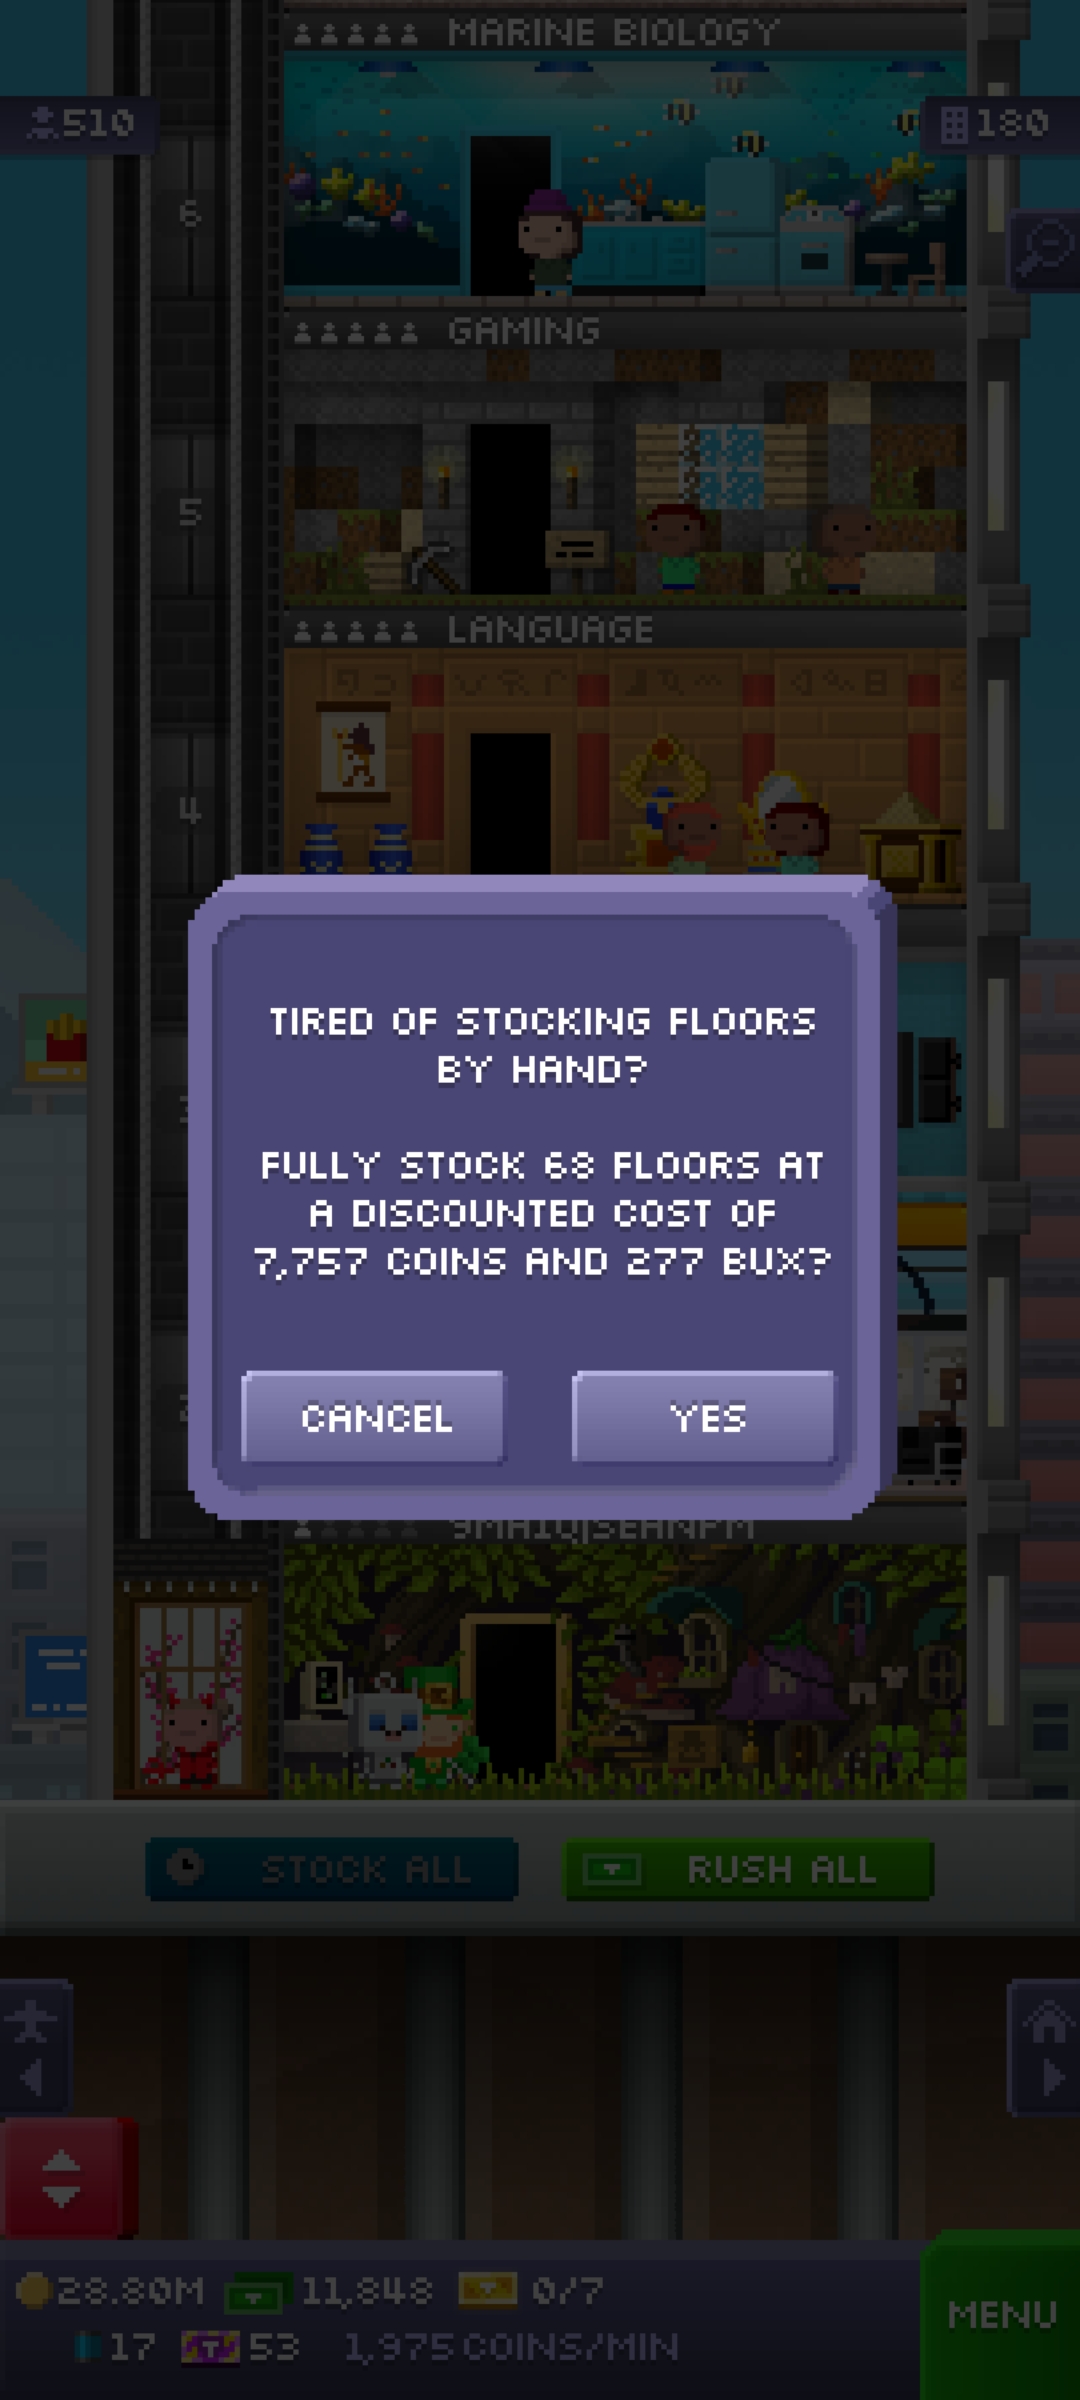 MARINE BIOLOGY
510
180
6
GAMING
5
LANGUAGE
4
TIRED OF STOCKING FLOORS
BY HAND?
FULLY STOCK 68 FLOORS AT
A DISCOUNTED COST OF
7,757 COINS AND 277 BUX?
CANCEL
YES
STOCK ALL
RUSH ALL
28.80M
11,848
0/7
17
53
1,975 COINS/MIN
MENU